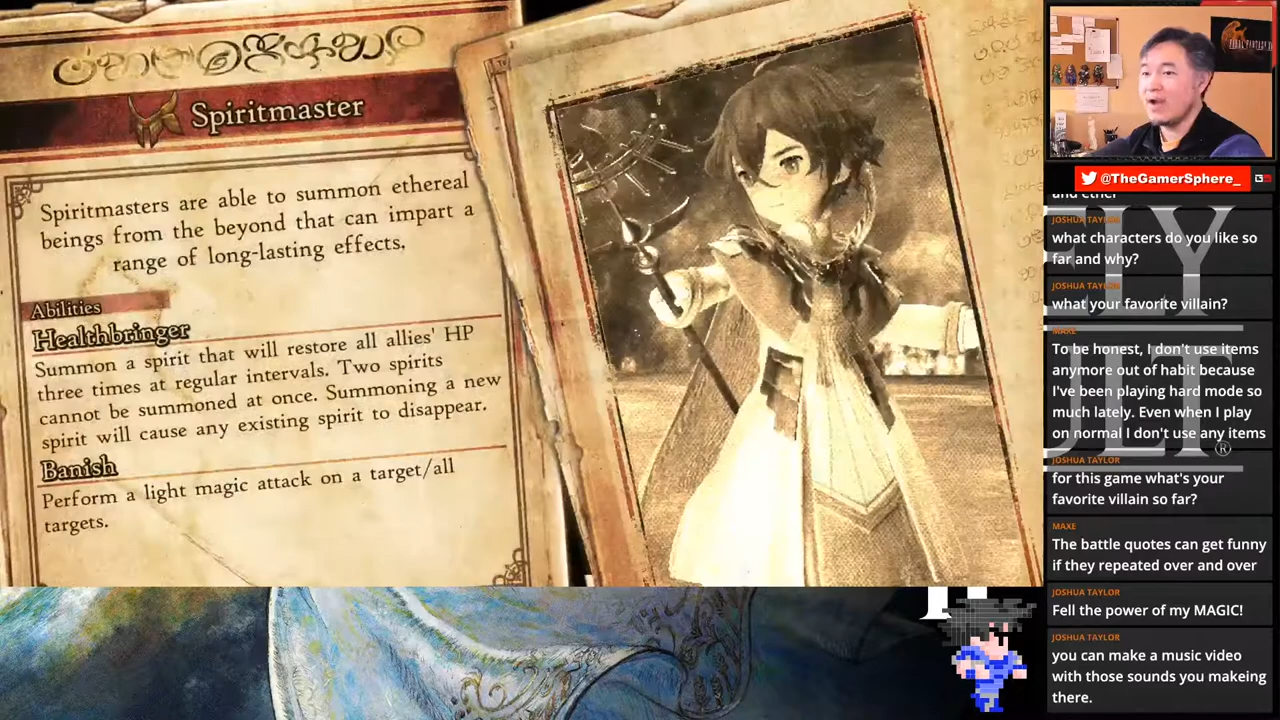 Spiritmaster
Spiritmasters are able to summon ethereal
beings from the beyond that can impart a
range of long-lasting effects.
Abilities
Healthbringer
Summon a spirit that will restore all allies' HP
three times at regular intervals. Two spirits
cannot be summoned at once. Summoning a new
spirit will cause any existing spirit to disappear.
Banish
Perform a light magic attack on a target/all
targets.
@TheGamerSphere_
and ether
JOSHUA TAYLOR
what characters do you like so
far and why?
JOSHUA TAYLOR
what your favorite villain?
MAXE
To be honest, I don't use items
anymore out of habit because
I've been playing hard mode so
much lately. Even when I play
on normal I don't use any items
JOSHUA TAYLOR
for this game what's your
favorite villain so far?
MAXE
The battle quotes can get funny
if they repeated over and over
JOSHUA TAYLOR
Fell the power of my MAGIC!
JOSHUA TAYLOR
you can make a music video
with those sounds you makeing
there.